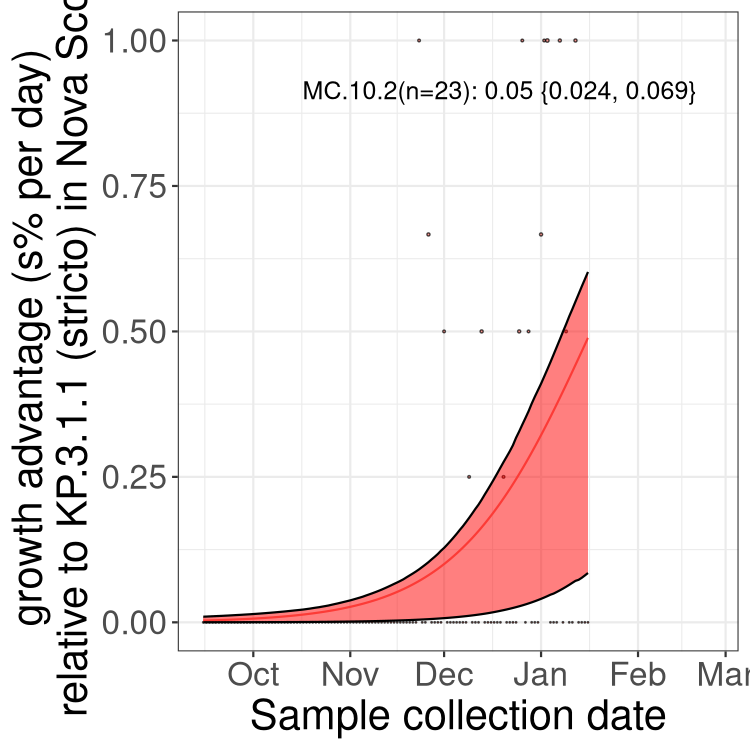 growth advantage (s% per day)
relative to KP.3.1.1 (stricto) in Nova
1.00
0.75
0.50
0.25
0.00
MC.10.2(n=23): 0.05 {0.024, 0.069}
Oct Nov Dec Jan Feb Mar
Sample collection date